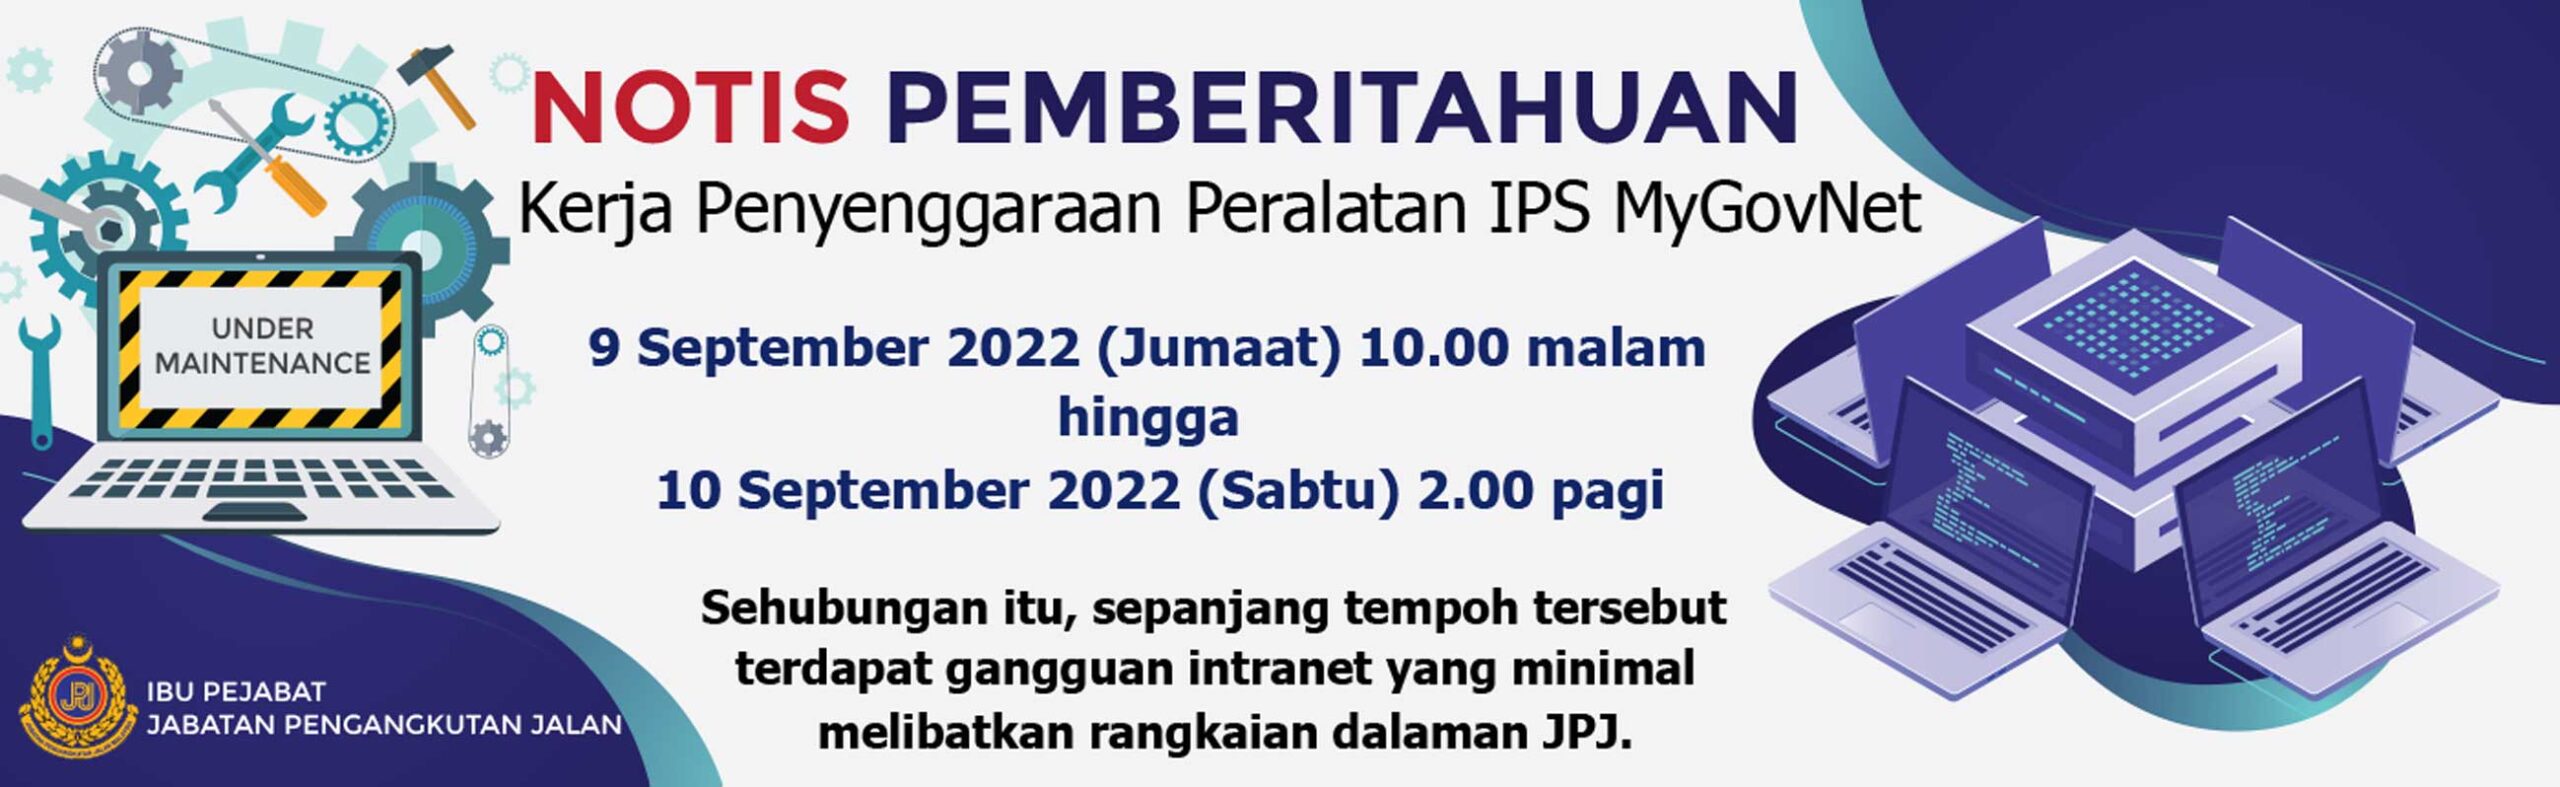 NOTIS PEMBERITAHUAN
Kerja Penyenggaraan Peralatan IPS MyGovNet
UNDER
MAINTENANCE
9 September 2022 (Jumaat) 10.00 malam
hingga
10 September 2022 (Sabtu) 2.00 pagi
Sehubungan itu, sepanjang tempoh tersebut
terdapat gangguan intranet yang minimal
melibatkan rangkaian dalaman JPJ.
JPJ
IBU PEJABAT
JABATAN PENGANGKUTAN JALAN